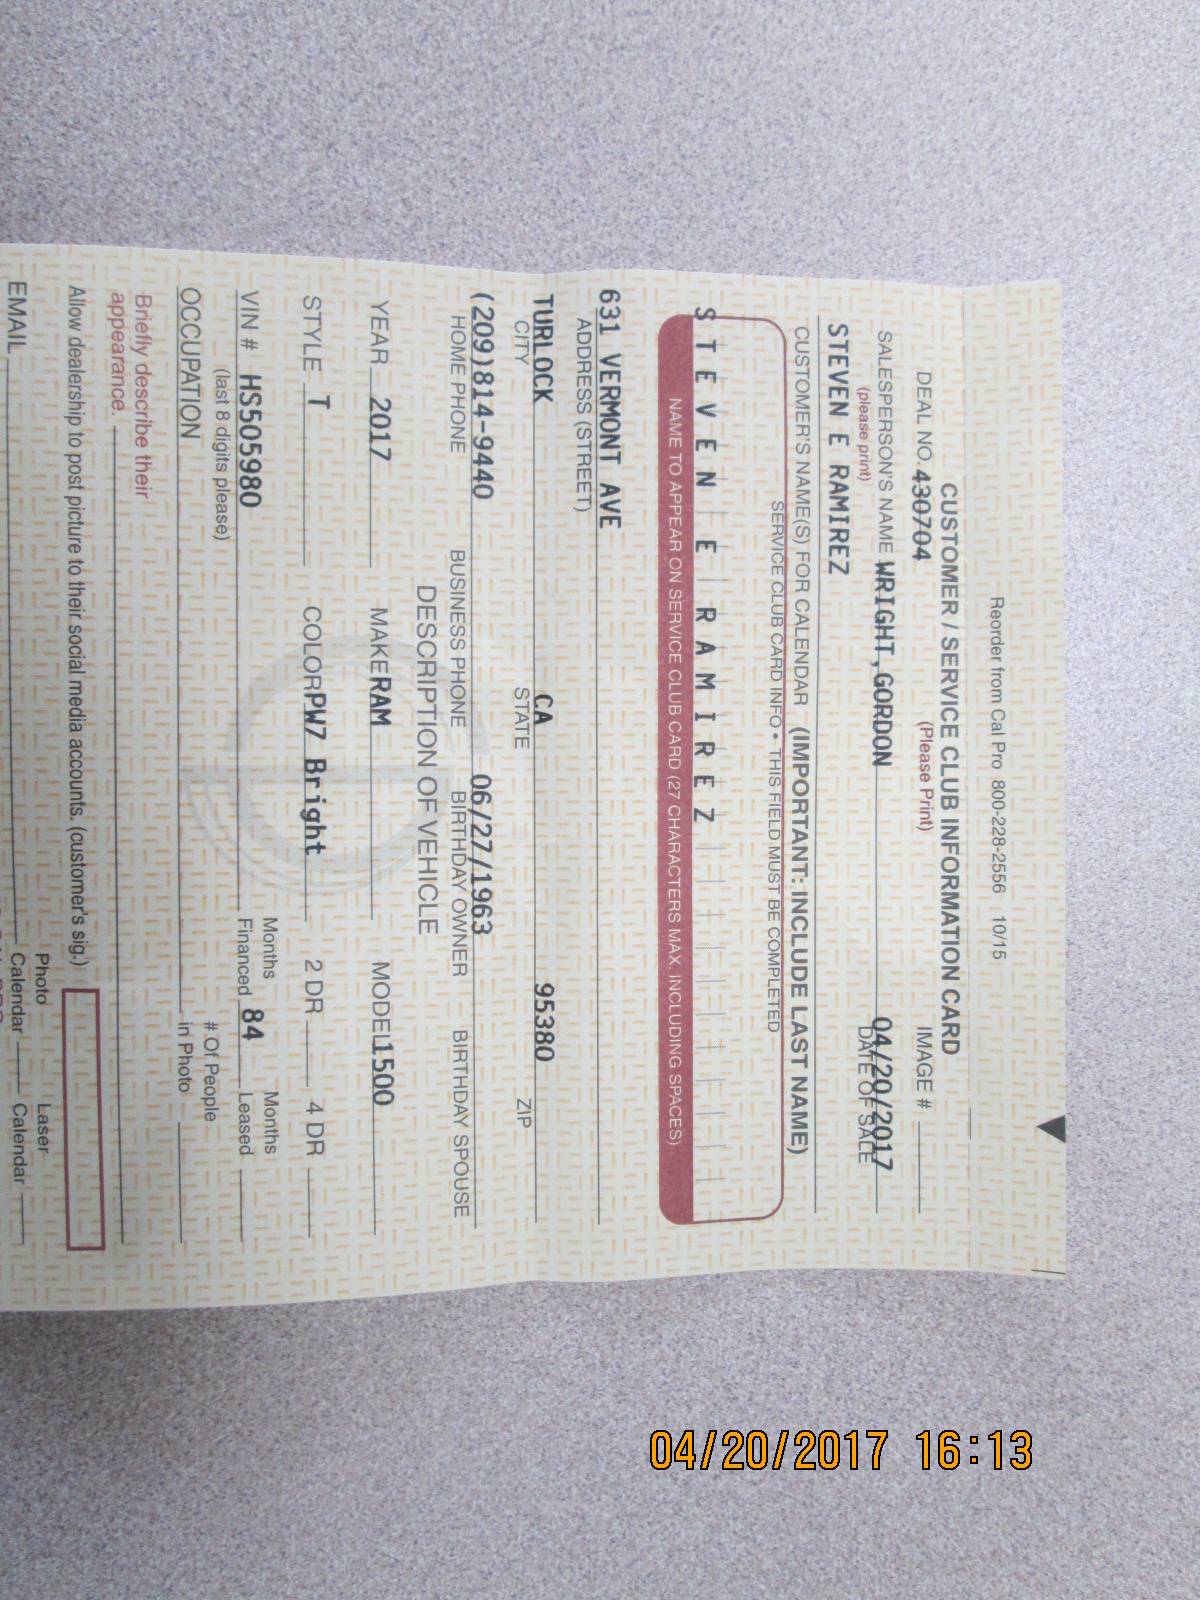 Reorder from Cal Pro 800-228-2556 10/15
CUSTOMER / SERVICE CLUB INFORMATION CARD
(Please Print)
DEAL NO. 430704 IMAGE #
SALESPERSON'S NAME WRIGHT,GORDON 04/20/2017
(please print) DATE OF SALE
STEVEN E RAMIREZ
CUSTOMER'S NAME(S) FOR CALENDAR (IMPORTANT: INCLUDE LAST NAME)
SERVICE CLUB CARD INFO • THIS FIELD MUST BE COMPLETED
STEVEN E RAMIREZ
NAME TO APPEAR ON SERVICE CLUB CARD (27 CHARACTERS MAX, INCLUDING SPACES)
631 VERMONT AVE
ADDRESS (STREET)
TURLOCK CA 95380
CITY STATE ZIP
(209)814-9440 06/27/1963
HOME PHONE BUSINESS PHONE BIRTHDAY OWNER BIRTHDAY SPOUSE
DESCRIPTION OF VEHICLE
YEAR 2017 MAKE RAM MODEL 1500
STYLE T COLOR PW7 Bright 2 DR 4 DR
VIN # HS505980 Months Financed 84 Months Leased
(last 8 digits please)
OCCUPATION # Of People in Photo
Briefly describe their
appearance.
Allow dealership to post picture to their social media accounts. (customer's sig.)
EMAIL Photo Calendar Laser Calendar
04/20/2017 16:13